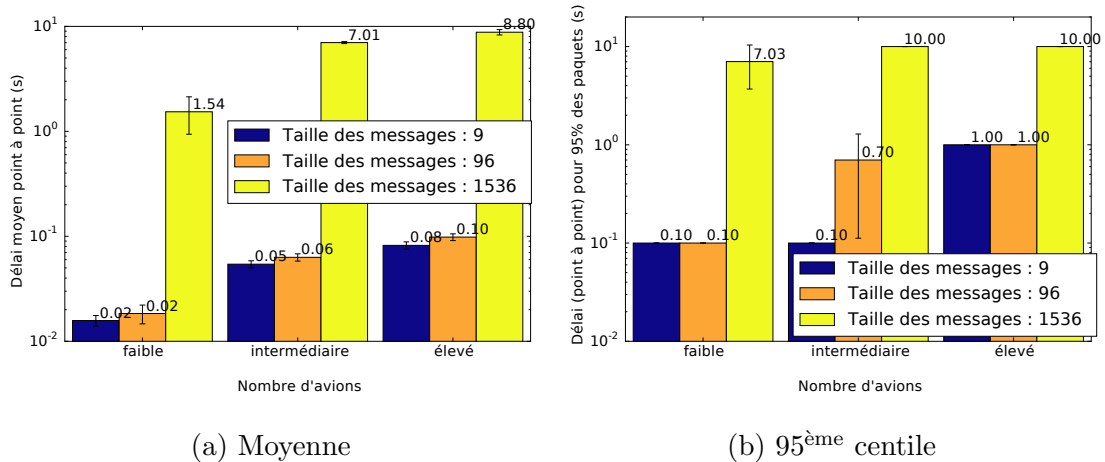 Délai moyen point à point (s)
10¹
10⁰
10⁻¹
10⁻²
0.02
0.02
1.54
0.05
0.06
7.01
0.08
0.10
8.80
Taille des messages : 9
Taille des messages : 96
Taille des messages : 1536
faible
intermédiaire
élevé
Nombre d'avions
(a) Moyenne
Délai (point à point) pour 95% des paquets (s)
10¹
10⁰
10⁻¹
10⁻²
0.10
0.10
7.03
0.10
0.70
10.00
1.00
1.00
10.00
Taille des messages : 9
Taille des messages : 96
Taille des messages : 1536
faible
intermédiaire
élevé
Nombre d'avions
(b) 95ème centile